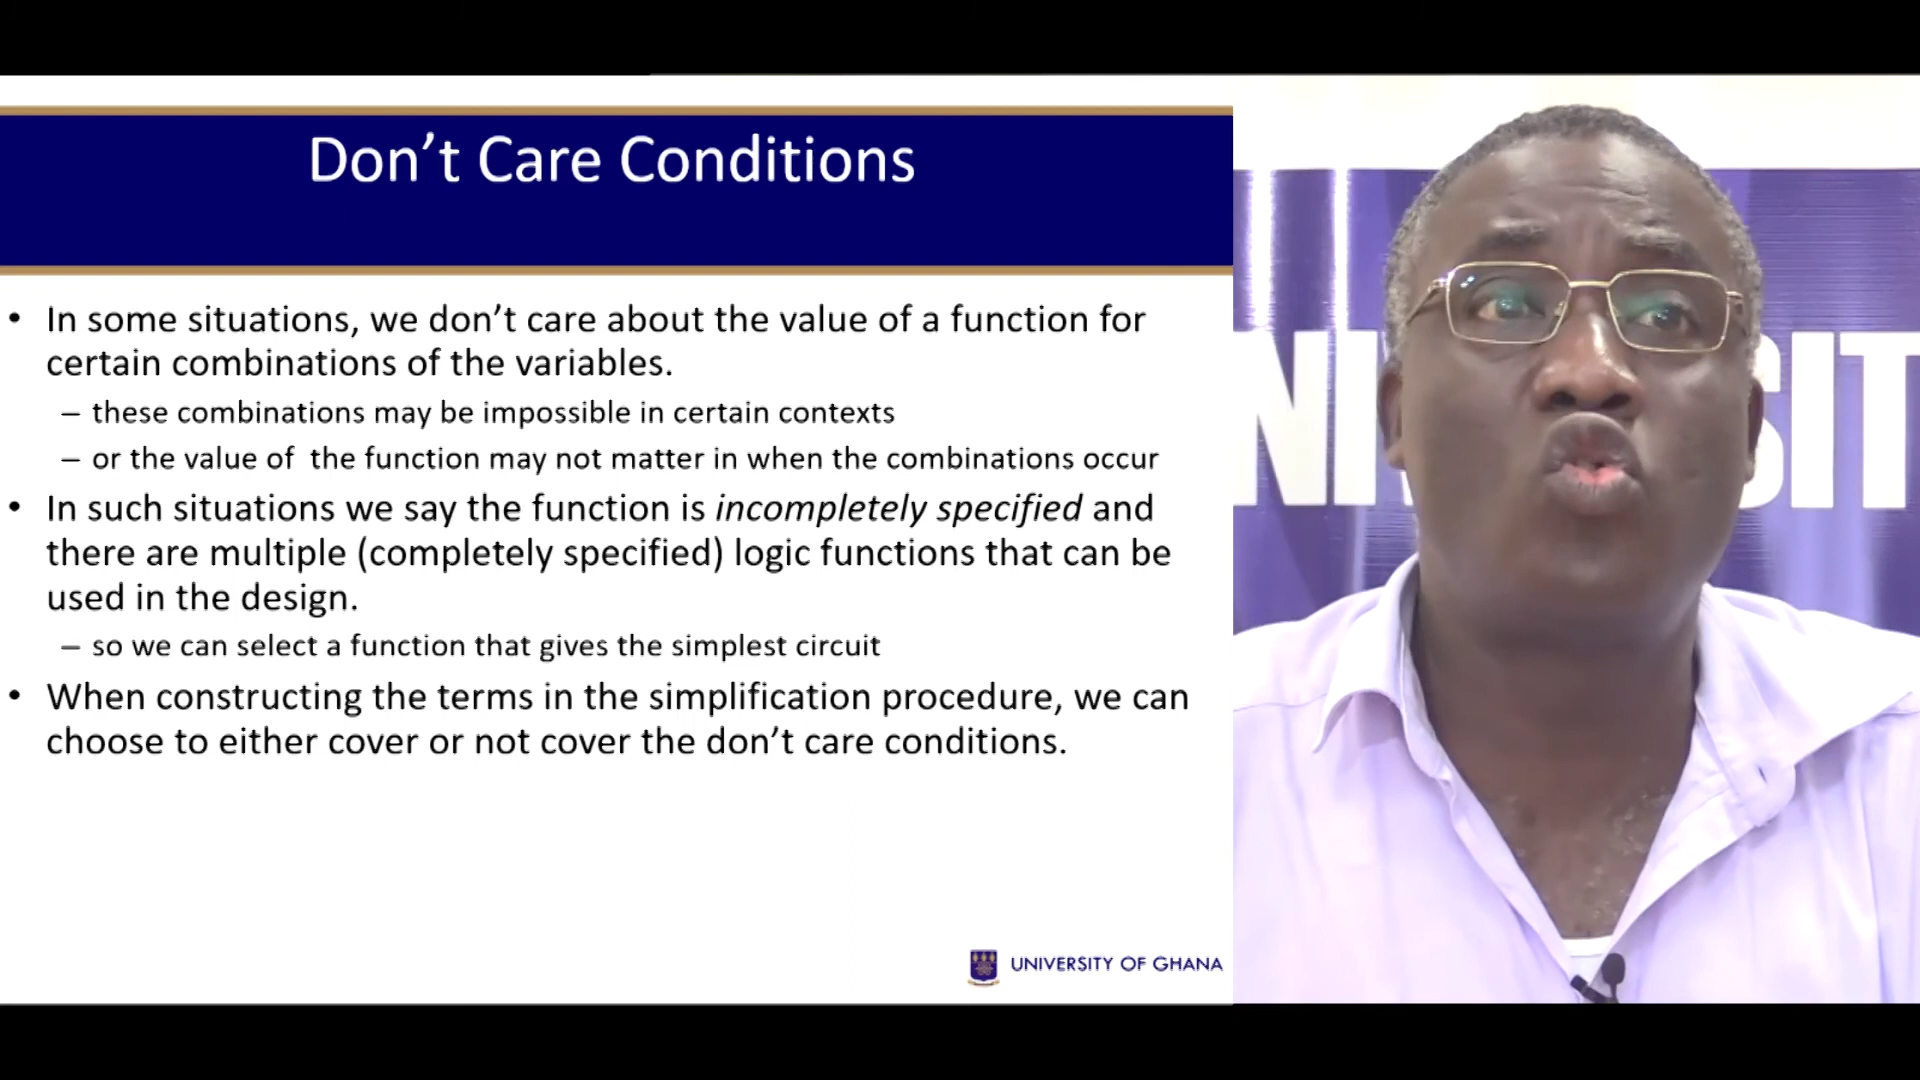 Don’t Care Conditions
• In some situations, we don’t care about the value of a function for
certain combinations of the variables.
– these combinations may be impossible in certain contexts
– or the value of the function may not matter in when the combinations occur
• In such situations we say the function is incompletely specified and
there are multiple (completely specified) logic functions that can be
used in the design.
– so we can select a function that gives the simplest circuit
• When constructing the terms in the simplification procedure, we can
choose to either cover or not cover the don’t care conditions.
UNIVERSITY OF GHANA